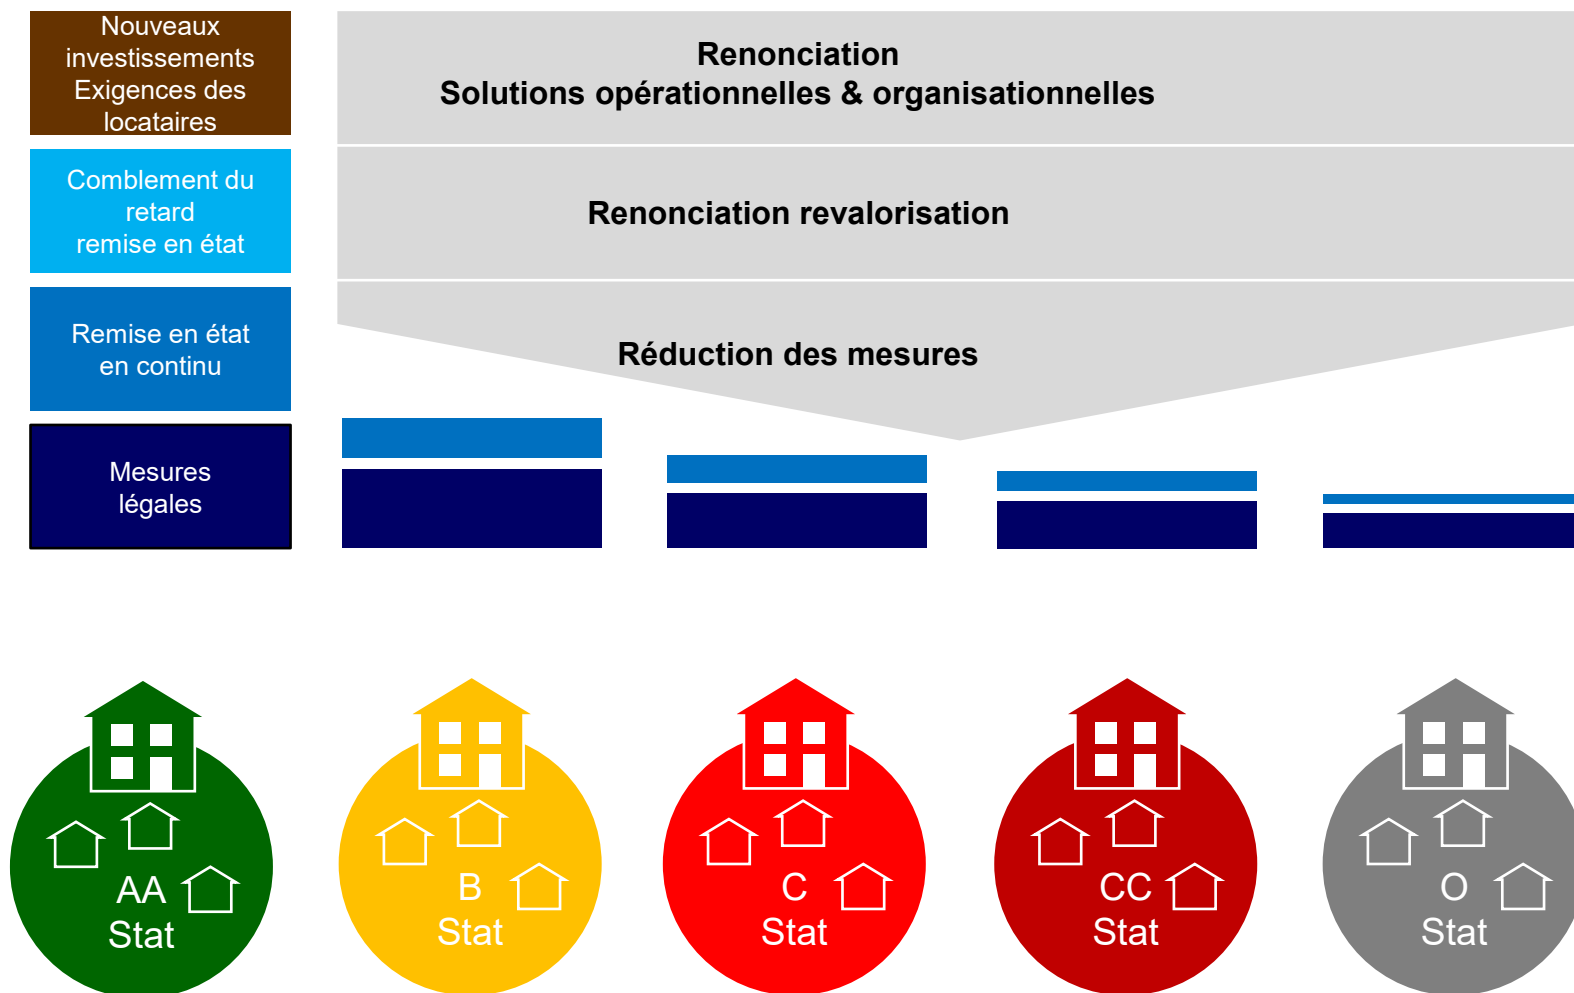 Nouveaux
investissements
Exigences des
locataires
Renonciation
Solutions opérationnelles & organisationnelles
Comblement du
retard
remise en état
Renonciation revalorisation
Remise en état
en continu
Réduction des mesures
Mesures
légales
AA
Stat
B
Stat
C
Stat
CC
Stat
O
Stat